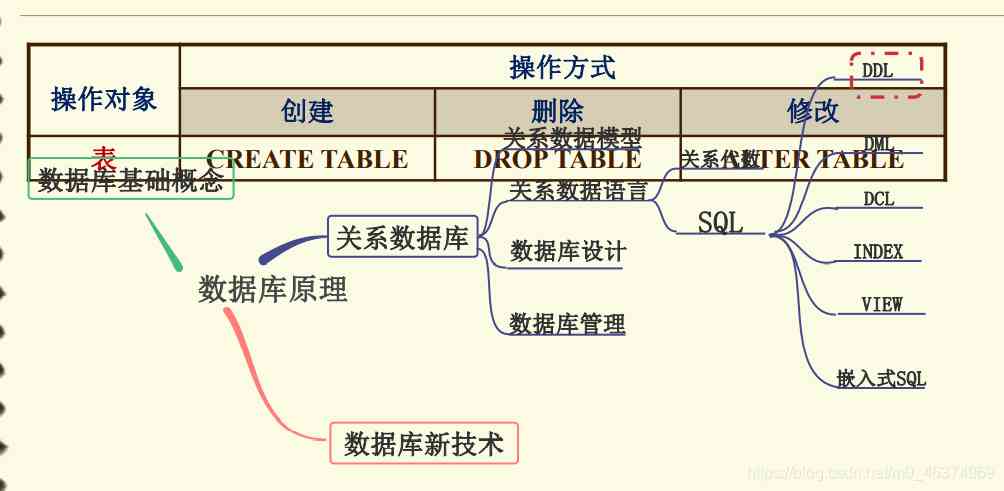 操作对象
操作方式
创建
删除
修改
表
CREATE TABLE
DROP TABLE
ALTER TABLE
数据库基础概念
数据库原理
关系数据库
数据库新技术
关系数据模型
关系数据语言
数据库设计
数据库管理
关系代数
SQL
DDL
DML
DCL
INDEX
VIEW
嵌入式SQL
https://blog.csdn.net/m0_46374969